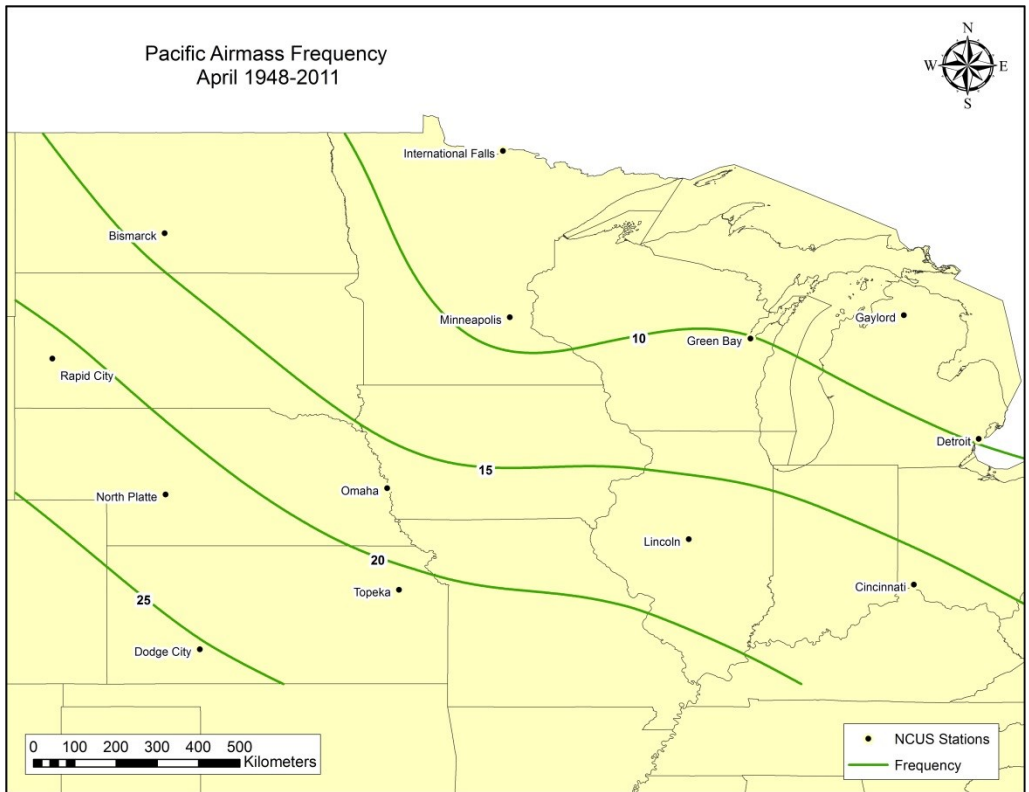 Pacific Airmass Frequency
April 1948-2011
N
W
E
S
International Falls
Bismarck
Minneapolis
10
Green Bay
Gaylord
Rapid City
Detroit
15
North Platte
Omaha
Lincoln
20
Topeka
Cincinnati
25
Dodge City
0 100 200 300 400 500
Kilometers
NCUS Stations
Frequency